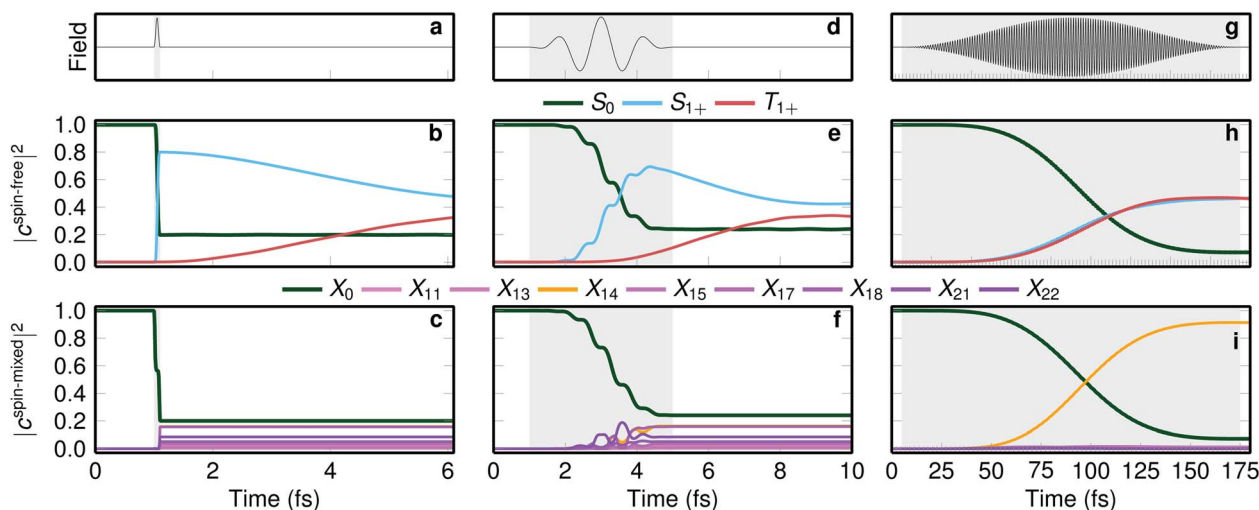 Field
a
d
g
S₀ S₁₊ T₁₊
|c^spin-free|²
1.0
0.8
0.6
0.4
0.2
0.0
b
e
h
X₀ X₁₁ X₁₃ X₁₄ X₁₅ X₁₇ X₁₈ X₂₁ X₂₂
|c^spin-mixed|²
1.0
0.8
0.6
0.4
0.2
0.0
c
f
i
0 2 4 6
0 2 4 6 8 10
0 25 50 75 100 125 150 175
Time (fs) Time (fs) Time (fs)